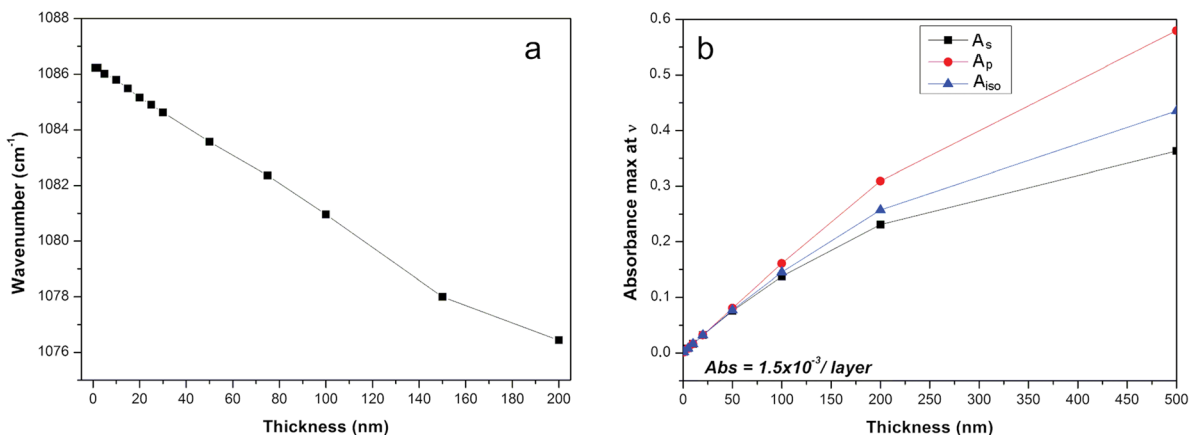 a
1088
1086
1084
1082
1080
1078
1076
Wavenumber (cm⁻¹)
0 20 40 60 80 100 120 140 160 180 200
Thickness (nm)
b
0.6
0.5
0.4
0.3
0.2
0.1
0.0
Absorbance max at ν
A_s
A_p
A_iso
Abs = 1.5x10⁻³/ layer
0 50 100 150 200 250 300 350 400 450 500
Thickness (nm)